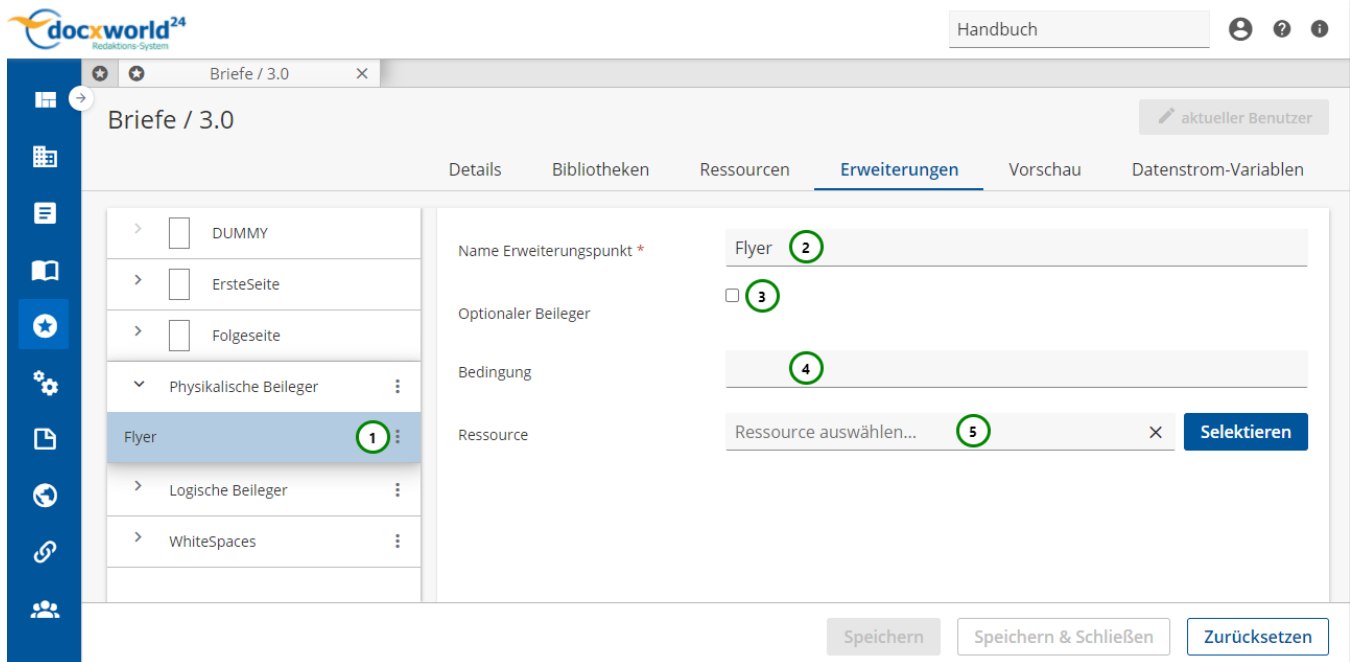 docxworld24
Redaktions-System
Handbuch
Briefe / 3.0
Briefe / 3.0
aktueller Benutzer
Details Bibliotheken Ressourcen Erweiterungen Vorschau Datenstrom-Variablen
DUMMY
ErsteSeite
Folgeseite
Physikalische Beileger
Flyer 1
Logische Beileger
WhiteSpaces
Name Erweiterungspunkt * Flyer 2
Optionaler Beileger 3
Bedingung 4
Ressource Ressource auswählen... 5 Selektieren
Speichern Speichern & Schließen Zurücksetzen